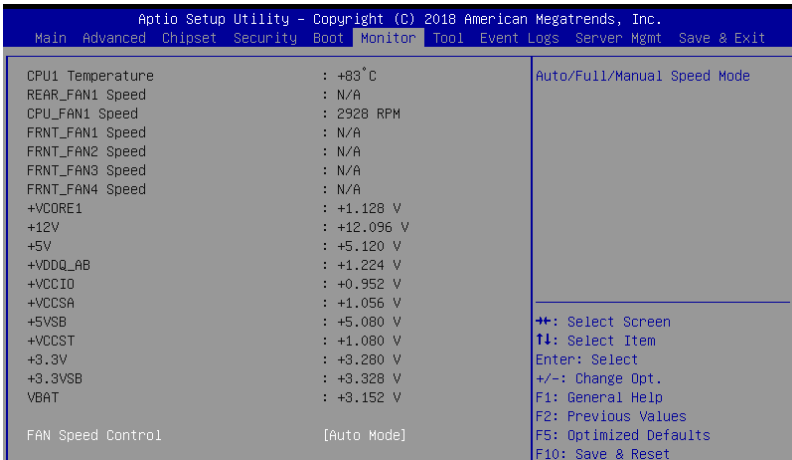 Aptio Setup Utility – Copyright (C) 2018 American Megatrends, Inc.
Main Advanced Chipset Security Boot Monitor Tool Event Logs Server Mgmt Save & Exit
CPU1 Temperature : +83°C
REAR_FAN1 Speed : N/A
CPU_FAN1 Speed : 2928 RPM
FRNT_FAN1 Speed : N/A
FRNT_FAN2 Speed : N/A
FRNT_FAN3 Speed : N/A
FRNT_FAN4 Speed : N/A
+VCORE1 : +1.128 V
+12V : +12.096 V
+5V : +5.120 V
+VDDQ_AB : +1.224 V
+VCCIO : +0.952 V
+VCCSA : +1.056 V
+5VSB : +5.080 V
+VCCST : +1.080 V
+3.3V : +3.280 V
+3.3VSB : +3.328 V
VBAT : +3.152 V
FAN Speed Control [Auto Mode]
Auto/Full/Manual Speed Mode
→←: Select Screen
↑↓: Select Item
Enter: Select
+/-: Change Opt.
F1: General Help
F2: Previous Values
F5: Optimized Defaults
F10: Save & Reset